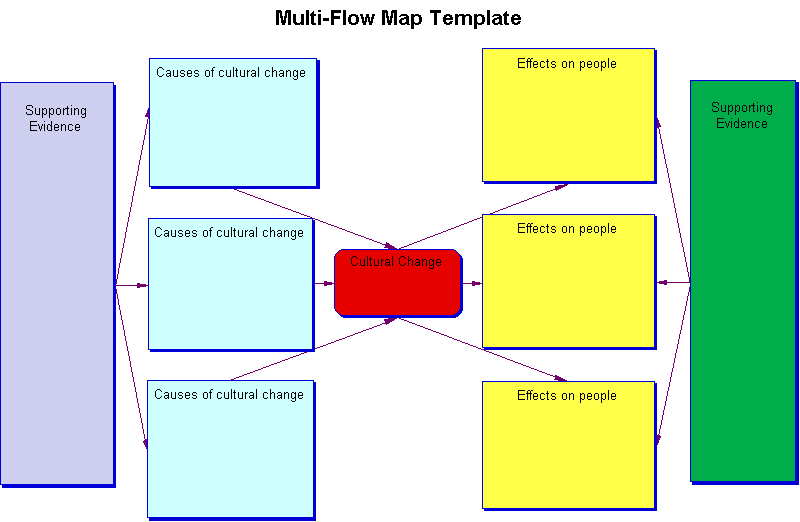 Multi-Flow Map Template
Supporting
Evidence
Causes of cultural change
Causes of cultural change
Causes of cultural change
Cultural Change
Effects on people
Effects on people
Effects on people
Supporting
Evidence